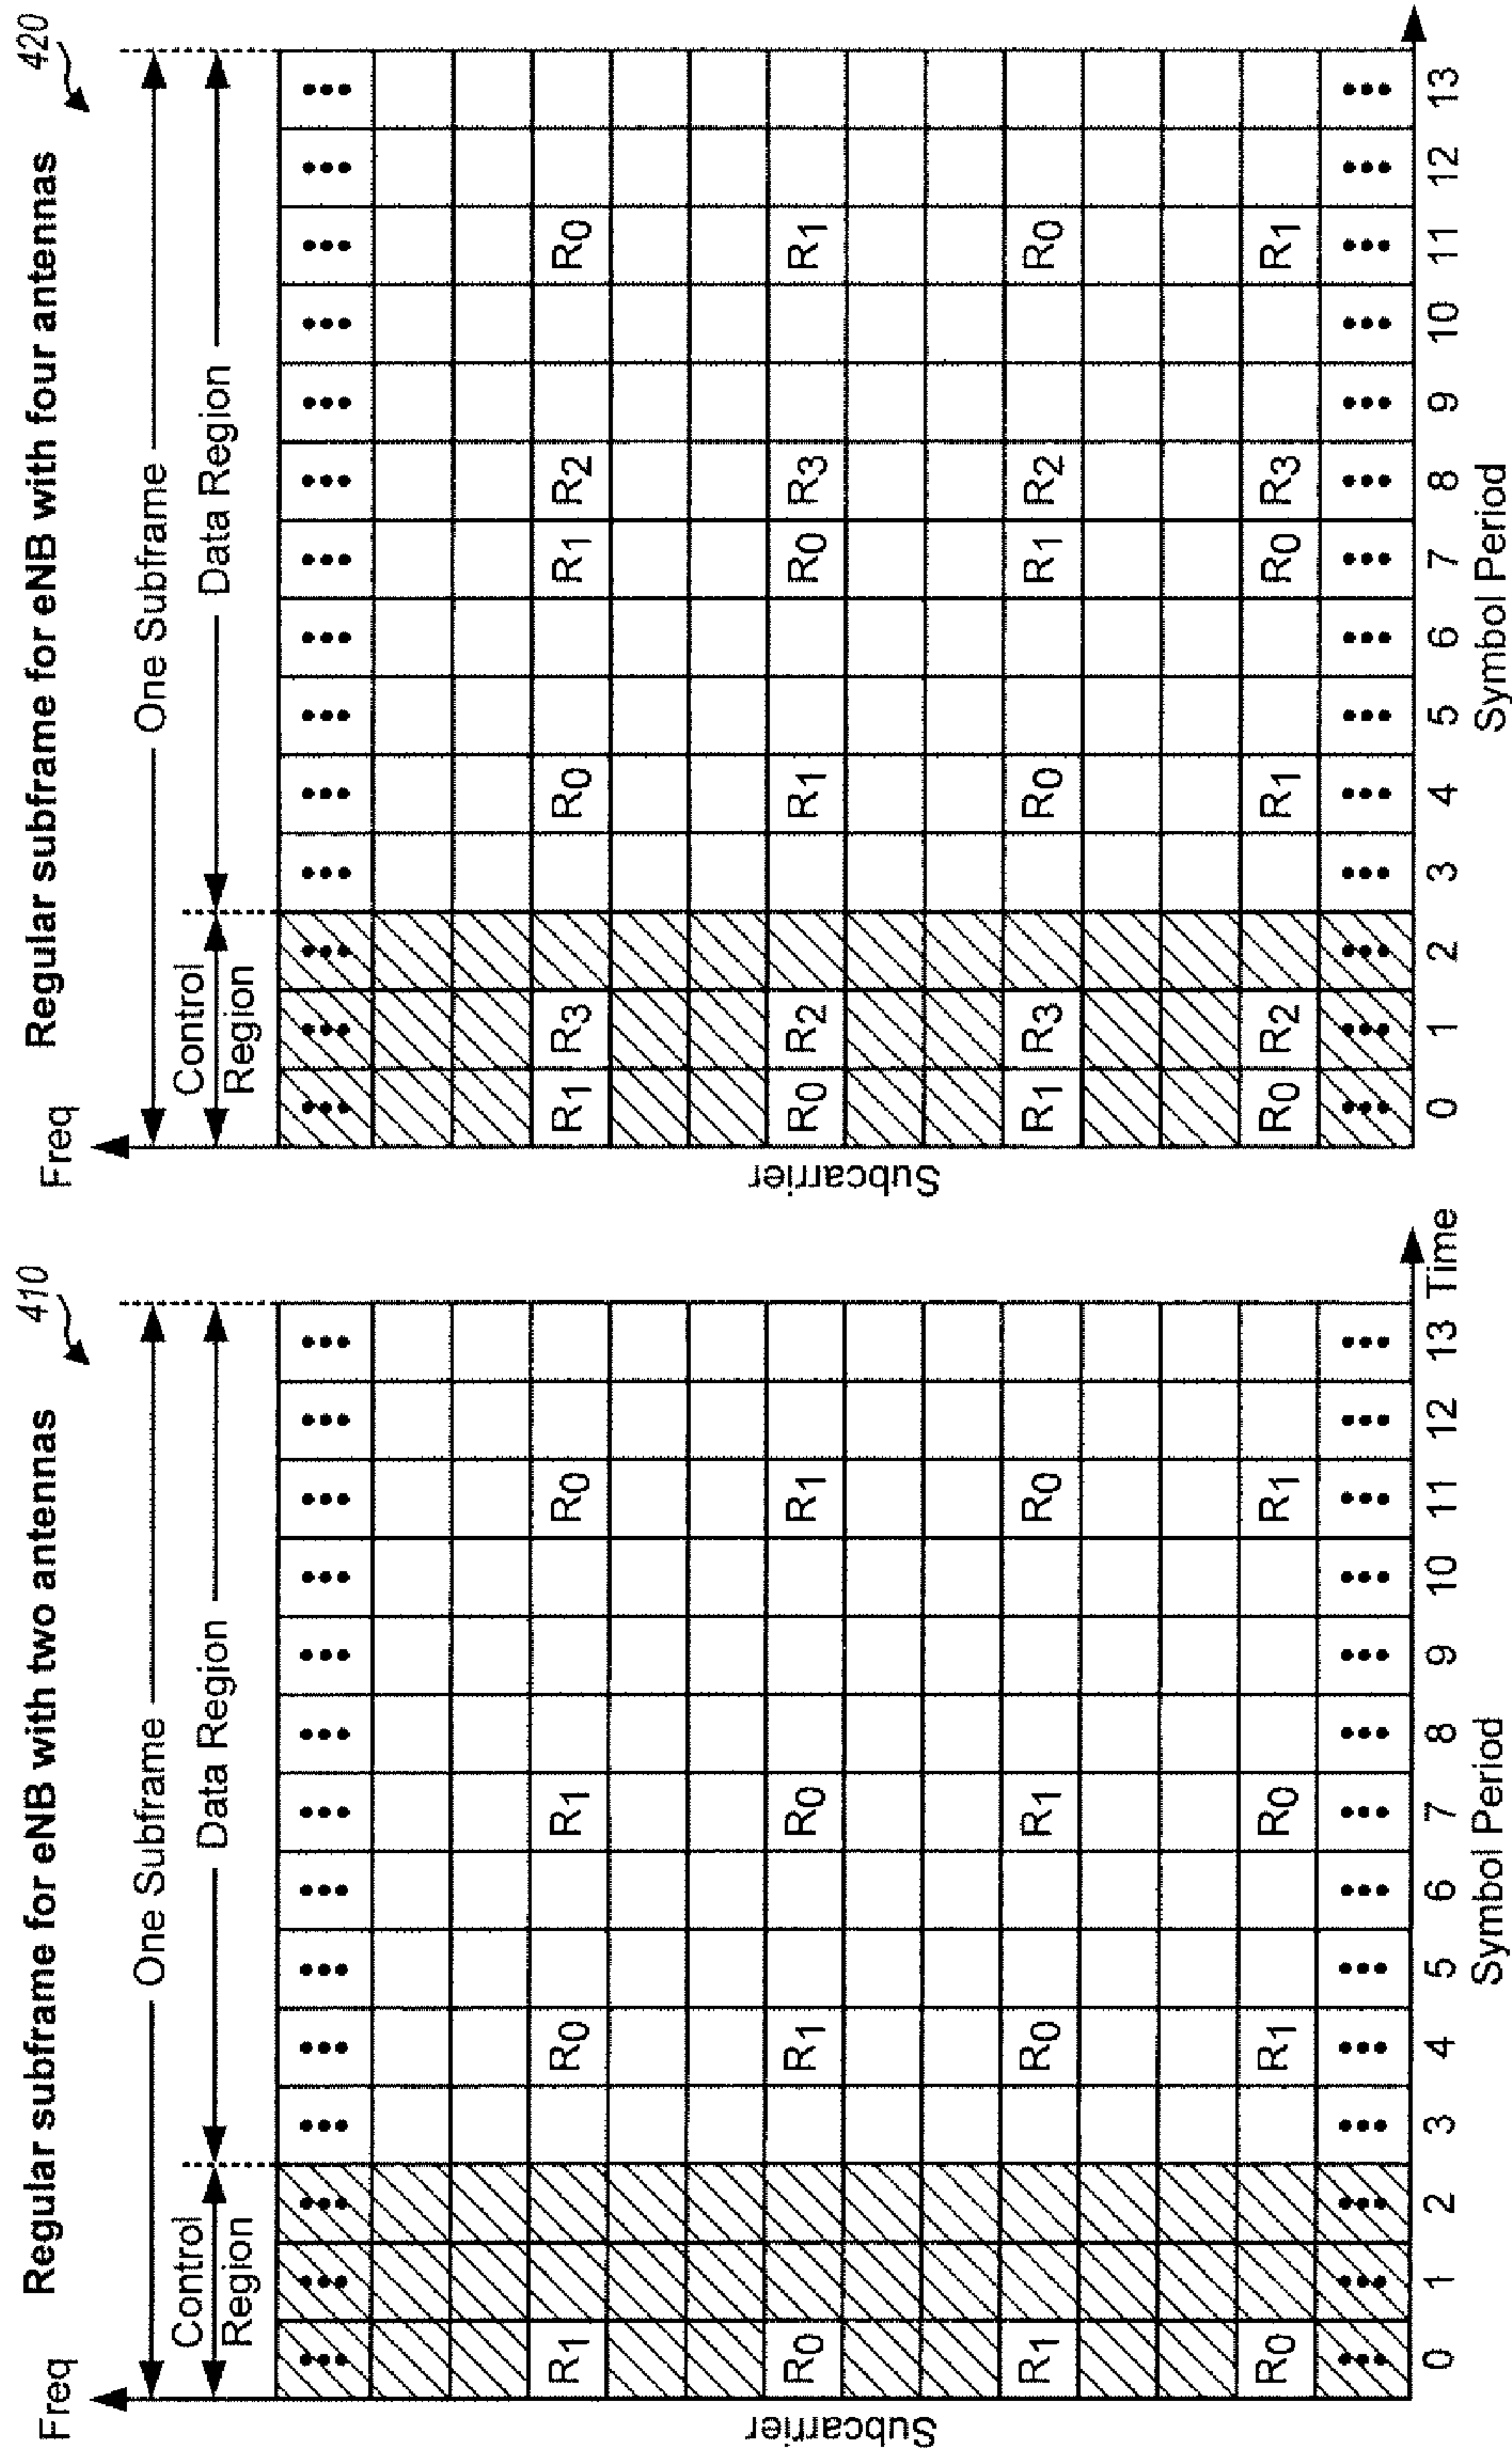 Regular subframe for eNB with two antennas
410
Freq
One Subframe
Control
Region
Data Region
Subcarrier
••• ••• ••• ••• ••• ••• ••• ••• ••• ••• ••• ••• ••• •••
R1 R0 R1 R0
R0 R1 R0 R1
R1 R0 R1 R0
R0 R1 R0 R1
••• ••• ••• ••• ••• ••• ••• ••• ••• ••• ••• ••• ••• •••
0 1 2 3 4 5 6 7 8 9 10 11 12 13
Time
Symbol Period
Regular subframe for eNB with four antennas
420
Freq
One Subframe
Control
Region
Data Region
Subcarrier
••• ••• ••• ••• ••• ••• ••• ••• ••• ••• ••• ••• ••• •••
R1 R3 R0 R1 R2 R0
R0 R2 R1 R0 R3 R1
R1 R3 R0 R1 R2 R0
R0 R2 R1 R0 R3 R1
••• ••• ••• ••• ••• ••• ••• ••• ••• ••• ••• ••• ••• •••
0 1 2 3 4 5 6 7 8 9 10 11 12 13
Symbol Period